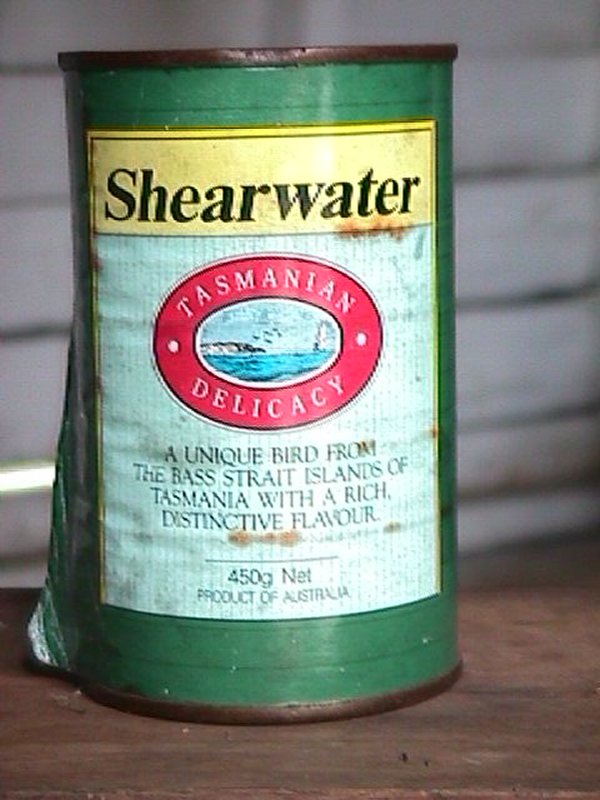 Shearwater
TASMANIAN
DELICACY
A UNIQUE BIRD FROM
THE BASS STRAIT ISLANDS OF
TASMANIA WITH A RICH,
DISTINCTIVE FLAVOUR.
450g Net
PRODUCT OF AUSTRALIA